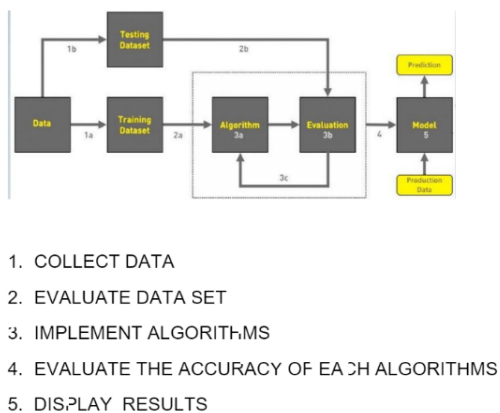 Testing
Dataset
1b
2b
Prediction
Data
1a
Training
Dataset
2a
Algorithm
3a
Evaluation
3b
4
Model
5
3c
Production
Data
1. COLLECT DATA
2. EVALUATE DATA SET
3. IMPLEMENT ALGORITHMS
4. EVALUATE THE ACCURACY OF EACH ALGORITHMS
5. DISPLAY RESULTS